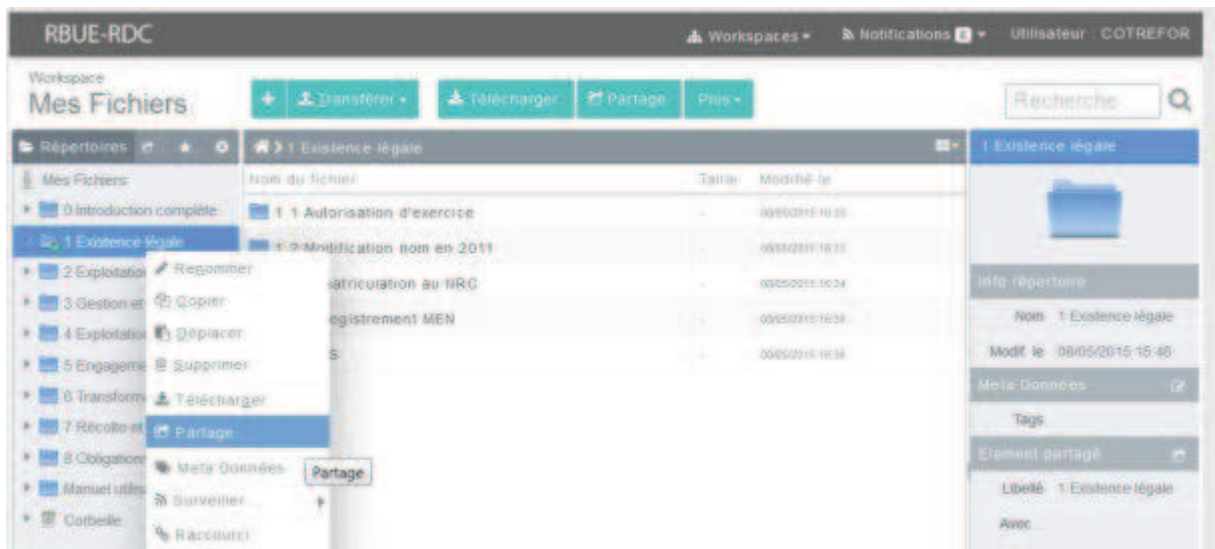 RBUE-RDC
Workspaces
Notifications
Utilisateur : COTREFOR
Workspace
Mes Fichiers
Transférer
Télécharger
Partage
Plus
Recherche
Répertoires
1 Existence légale
1 Existence légale
Mes Fichiers
Nom du fichier
Taille
Modifié le
0 Introduction complète
1 1 Autorisation d'exercice
1 Existence légale
1 2 Modification nom en 2011
2 Exploitation
Renommer
atriculation au NRC
3 Gestion et
Copier
Info répertoire
4 Exploitation
Déplacer
egistrement MEN
Nom 1 Existence légale
5 Engageme
Supprimer
s
Modif. le 06/05/2015 15:46
6 Transform
Télécharger
Meta Données
7 Récolte et
Partage
Tags
8 Obligation
Meta Données
Partage
Element partagé
Manuel utilis
Surveiller
Libellé 1 Existence légale
Corbeille
Raccourci
Avec...